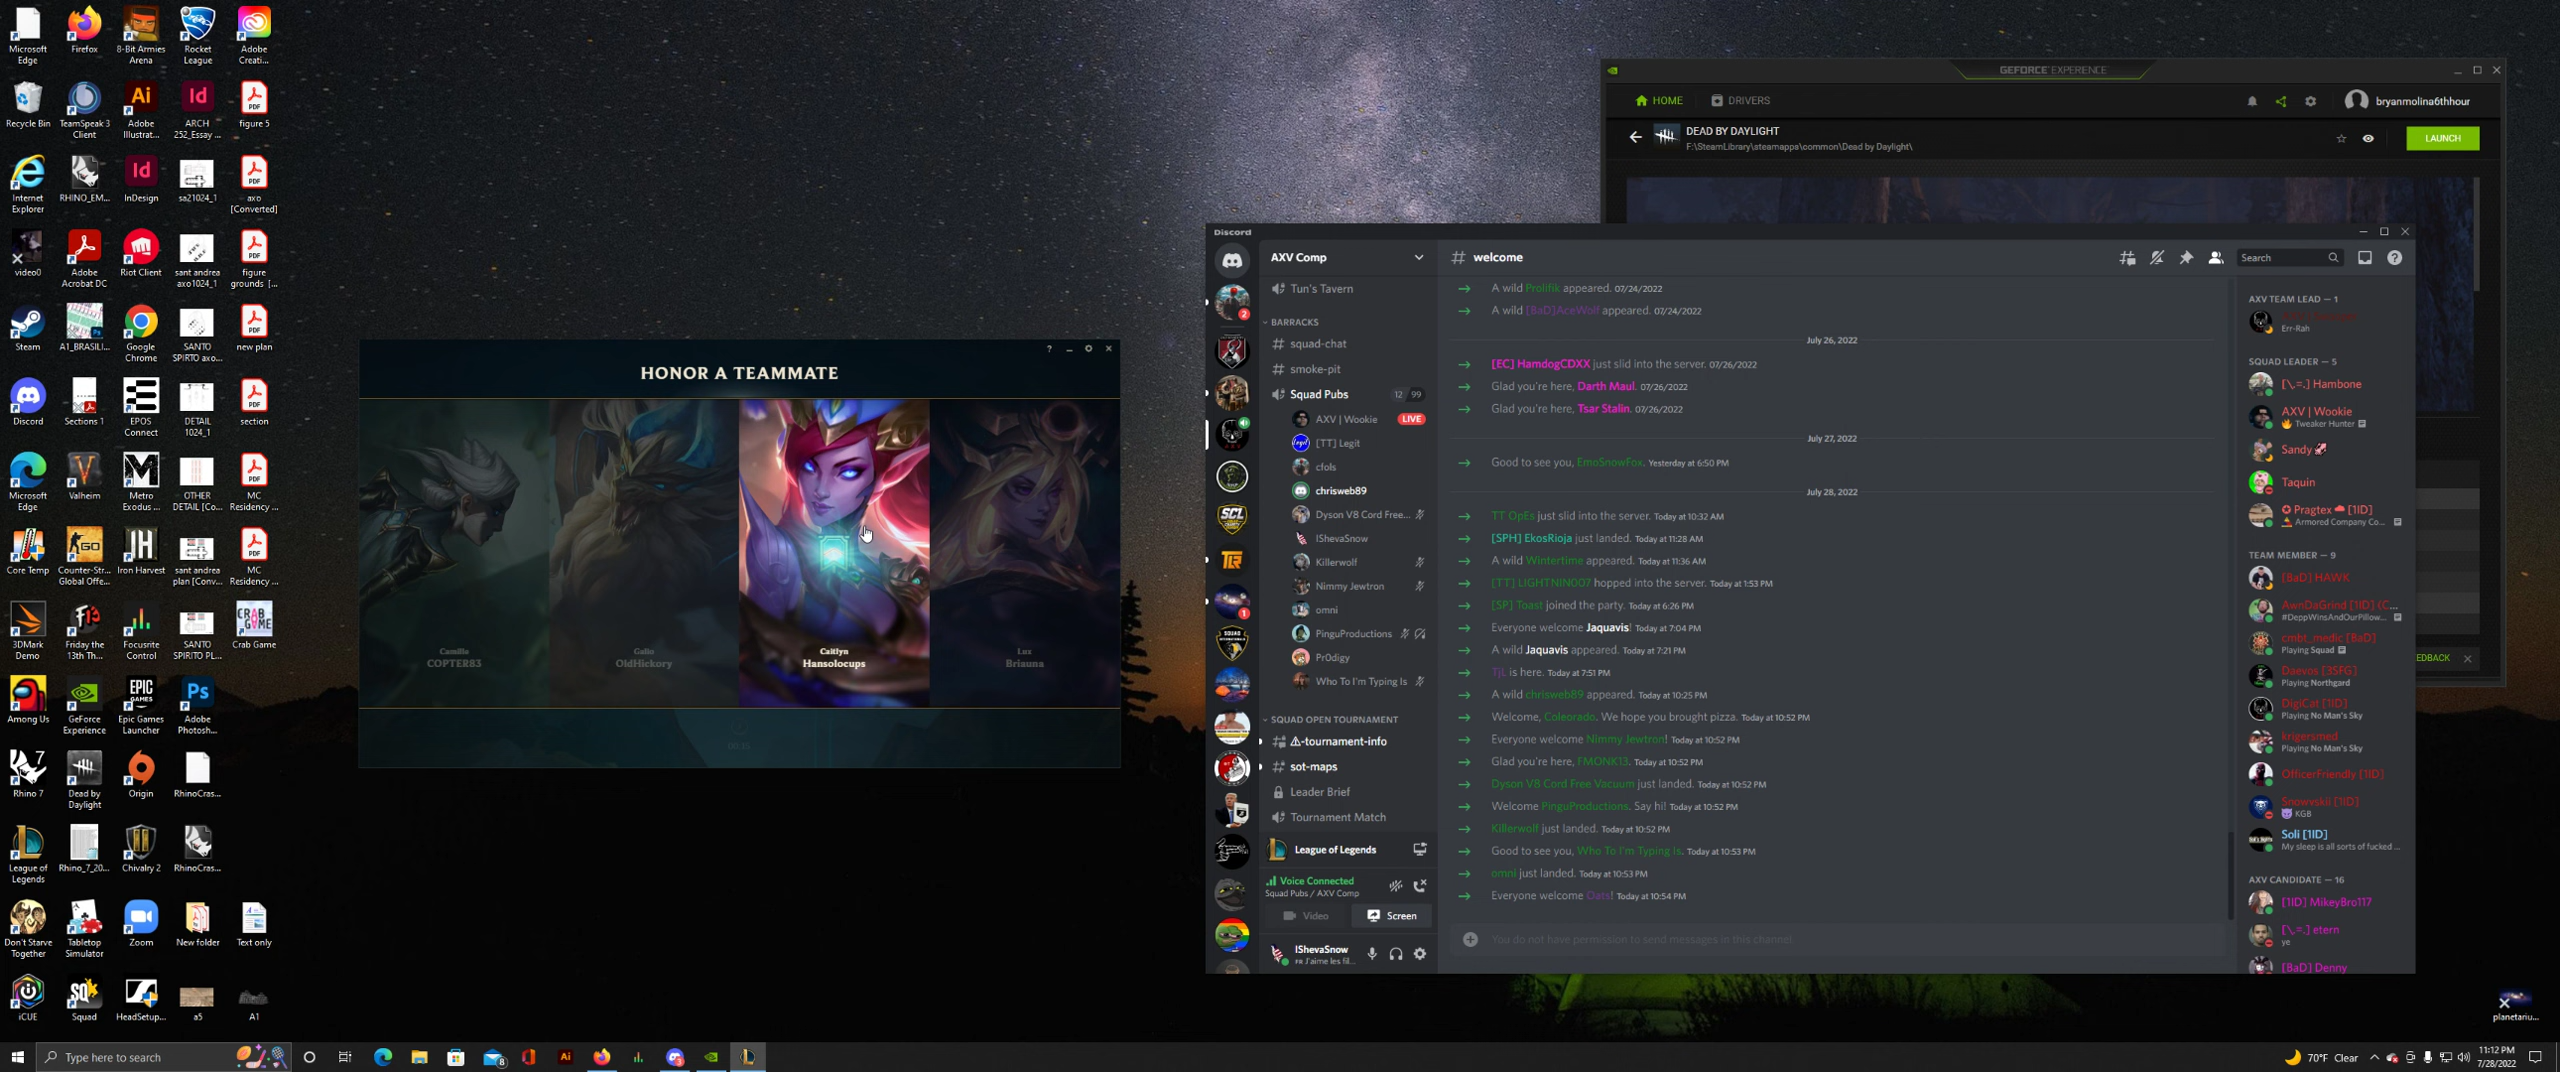 Microsoft Edge
Firefox
8-Bit Armies Arena
Rocket League
Adobe Creati...
Recycle Bin
TeamSpeak 3 Client
Adobe Illustrat...
ARCH 252_Essay ...
figure 5
Internet Explorer
RHINO_EM...
InDesign
sa21024_1
axo [Converted]
video0
Adobe Acrobat DC
Riot Client
sant andrea axo1024_1
figure grounds [...
Steam
A1_BRASILI...
Google Chrome
SANTO SPIRTO axo...
new plan
Discord
Sections 1
EPOS Connect
DETAIL 1024_1
section
Microsoft Edge
Valheim
Metro Exodus ...
OTHER DETAIL [Co...
MC Residency ...
Core Temp
Counter-Str... Global Offe...
Iron Harvest
sant andrea plan [Conv...
MC Residency ...
3DMark Demo
Friday the 13th Th...
Focusrite Control
SANTO SPIRITO PL...
Crab Game
Among Us
GeForce Experience
Epic Games Launcher
Adobe Photosh...
Rhino 7
Dead by Daylight
Origin
RhinoCras...
League of Legends
Rhino_7_20...
Chivalry 2
RhinoCras...
Don't Starve Together
Tabletop Simulator
Zoom
New folder
Text only
iCUE
Squad
HeadSetup...
a5
A1
HONOR A TEAMMATE
Camille
COPTER83
Galio
OldHickory
Caitlyn
Hansolocups
Lux
Briauna
00:15
GEFORCE EXPERIENCE
HOME
DRIVERS
bryanmolina6thhour
DEAD BY DAYLIGHT
F:\SteamLibrary\steamapps\common\Dead by Daylight\
LAUNCH
EDBACK
Discord
AXV Comp
Tun's Tavern
BARRACKS
squad-chat
smoke-pit
Squad Pubs 12 99
AXV | Wookie LIVE
[TT] Legit
cfols
chrisweb89
Dyson V8 Cord Free...
IShevaSnow
Killerwolf
Nimmy Jewtron
omni
PinguProductions
Pr0digy
Who To I'm Typing Is
SQUAD OPEN TOURNAMENT
-tournament-info
sot-maps
Leader Brief
Tournament Match
League of Legends
Voice Connected
Squad Pubs / AXV Comp
Video
Screen
IShevaSnow
FR J'aime les fil...
# welcome
Search
A wild Prolifik appeared. 07/24/2022
A wild [BaD]AceWolf appeared. 07/24/2022
July 26, 2022
[EC] HamdogCDXX just slid into the server. 07/26/2022
Glad you're here, Darth Maul. 07/26/2022
Glad you're here, Tsar Stalin. 07/26/2022
July 27, 2022
Good to see you, EmoSnowFox. Yesterday at 6:50 PM
July 28, 2022
TT OpEs just slid into the server. Today at 10:32 AM
[SPH] EkosRioja just landed. Today at 11:28 AM
A wild Wintertime appeared. Today at 11:36 AM
[TT] LIGHTNIN007 hopped into the server. Today at 1:53 PM
[SP] Toast joined the party. Today at 6:26 PM
Everyone welcome Jaquavis! Today at 7:04 PM
A wild Jaquavis appeared. Today at 7:21 PM
TjL is here. Today at 7:51 PM
A wild chrisweb89 appeared. Today at 10:25 PM
Welcome, Coleorado. We hope you brought pizza. Today at 10:52 PM
Everyone welcome Nimmy Jewtron! Today at 10:52 PM
Glad you're here, FMONK13. Today at 10:52 PM
Dyson V8 Cord Free Vacuum just landed. Today at 10:52 PM
Welcome PinguProductions. Say hi! Today at 10:52 PM
Killerwolf just landed. Today at 10:52 PM
Good to see you, Who To I'm Typing Is. Today at 10:53 PM
omni just landed. Today at 10:53 PM
Everyone welcome Oats! Today at 10:54 PM
You do not have permission to send messages in this channel.
AXV TEAM LEAD — 1
Err-Rah
SQUAD LEADER — 5
[\.=.] Hambone
AXV | Wookie
Tweaker Hunter
Sandy
Taquin
Pragtex [1ID]
Armored Company Co...
TEAM MEMBER — 9
[BaD] HAWK
AwnDaGrind [1ID] (C...
#DeppWinsAndOurPillow...
cmbt_medic [BaD]
Playing Squad
Daevos [3SFG]
Playing Northgard
DigiCat [1ID]
Playing No Man's Sky
krigersmed
Playing No Man's Sky
OfficerFriendly [1ID]
Snowvskii [1ID]
KGB
Soli [1ID]
My sleep is all sorts of fucked ...
AXV CANDIDATE — 16
[1ID] MikeyBro117
[\.=.] etern
ye
[BaD] Denny
planetariu...
Type here to search
70°F Clear
11:12 PM
7/28/2022